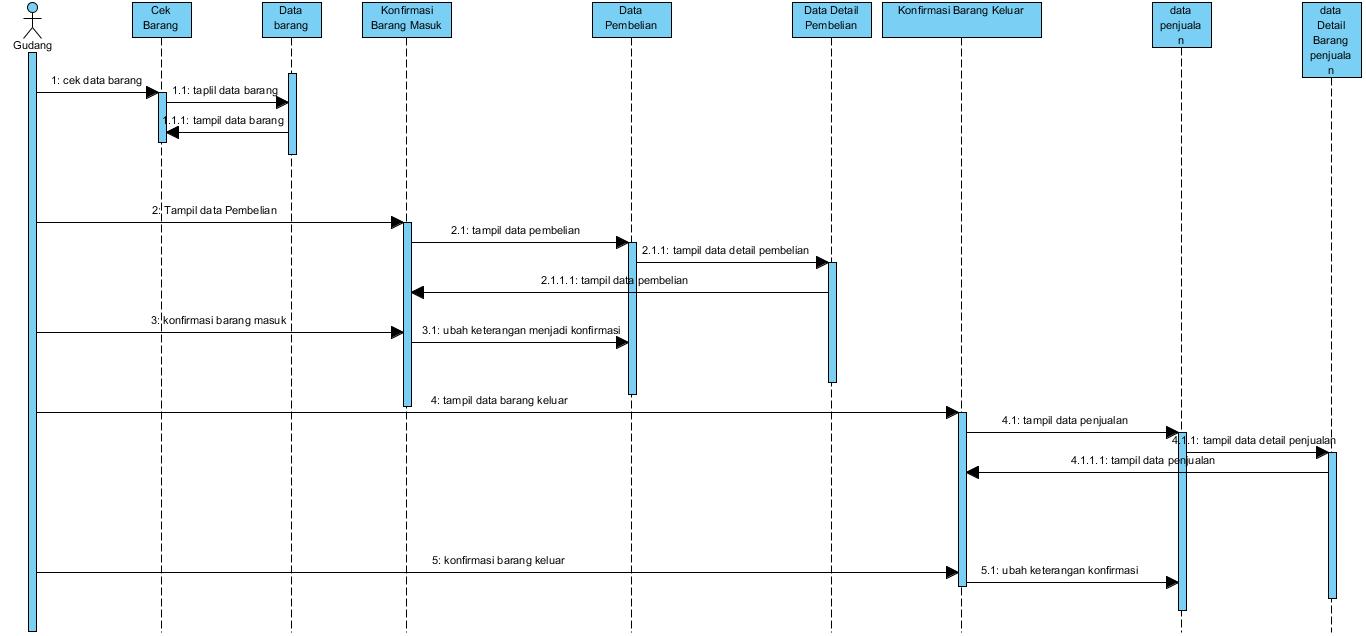 Gudang
Cek
Barang
Data
barang
Konfirmasi
Barang Masuk
Data
Pembelian
Data Detail
Pembelian
Konfirmasi Barang Keluar
data
penjuala
n
data
Detail
Barang
penjuala
n
1: cek data barang
1.1: taplil data barang
1.1.1: tampil data barang
2: Tampil data Pembelian
2.1: tampil data pembelian
2.1.1: tampil data detail pembelian
2.1.1.1: tampil data pembelian
3: konfirmasi barang masuk
3.1: ubah keterangan menjadi konfirmasi
4: tampil data barang keluar
4.1: tampil data penjualan
4.1.1: tampil data detail penjualan
4.1.1.1: tampil data penjualan
5: konfirmasi barang keluar
5.1: ubah keterangan konfirmasi